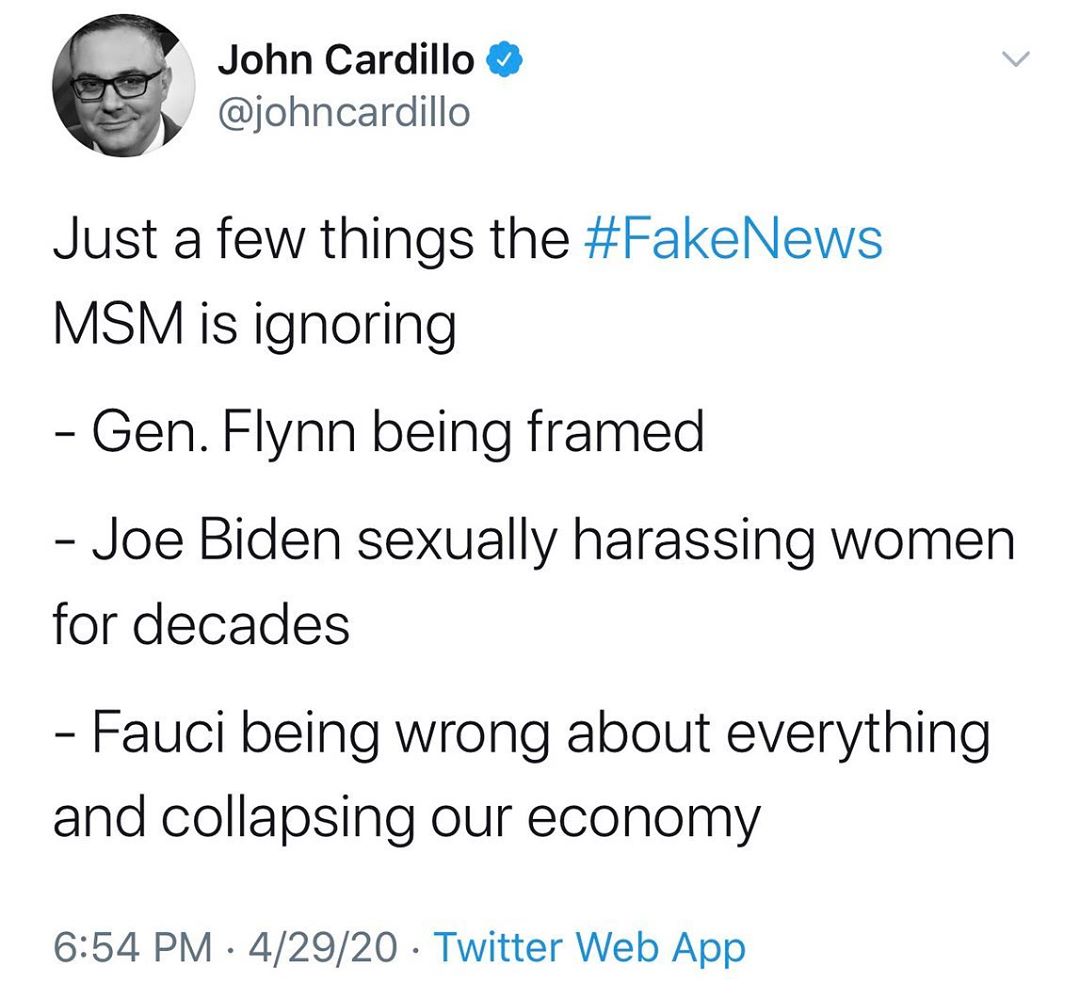 John Cardillo
@johncardillo
Just a few things the #FakeNews
MSM is ignoring
- Gen. Flynn being framed
- Joe Biden sexually harassing women
for decades
- Fauci being wrong about everything
and collapsing our economy
6:54 PM · 4/29/20 · Twitter Web App